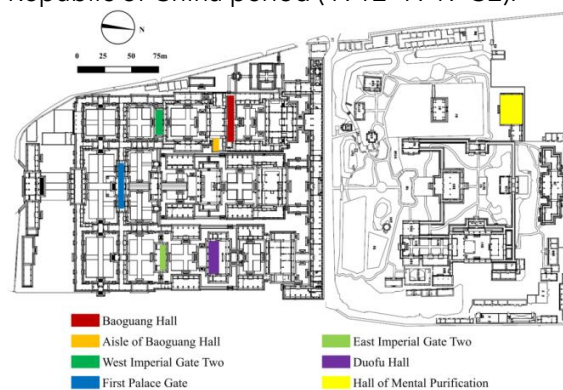 Republic of China period (1912–1949 CE).
N
0 25 50 75m
Baoguang Hall
Aisle of Baoguang Hall
West Imperial Gate Two
First Palace Gate
East Imperial Gate Two
Duofu Hall
Hall of Mental Purification